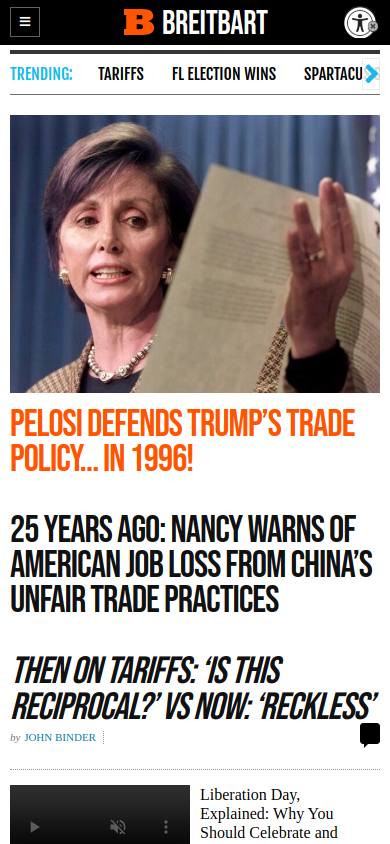 BREITBART
TRENDING: TARIFFS FL ELECTION WINS
PELOSI DEFENDS TRUMP’S TRADE
POLICY... IN 1996!
25 YEARS AGO: NANCY WARNS OF
AMERICAN JOB LOSS FROM CHINA’S
UNFAIR TRADE PRACTICES
THEN ON TARIFFS: ‘IS THIS
RECIPROCAL?’ VS NOW: ‘RECKLESS’
by JOHN BINDER
Liberation Day,
Explained: Why You
Should Celebrate and